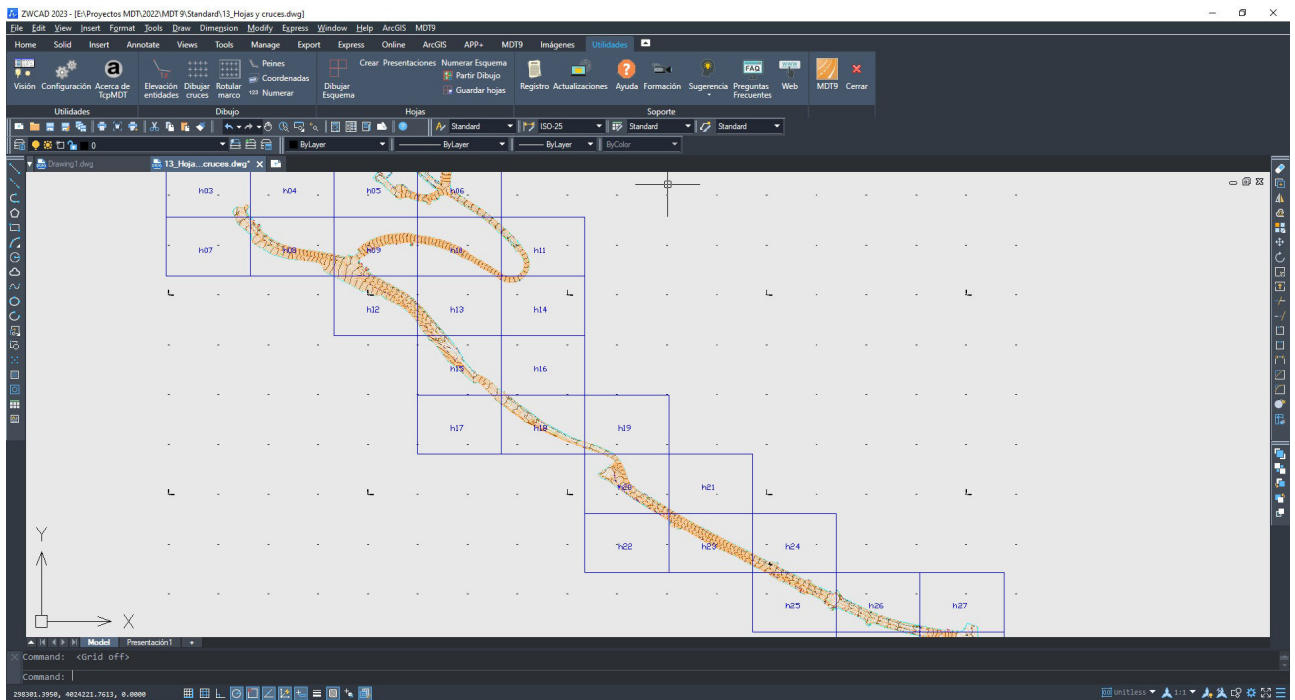 ZWCAD 2023 - [E:\Proyectos MDT\2022\MDT 9\Standard\13_Hojas y cruces.dwg]
File Edit View Insert Format Tools Draw Dimension Modify Express Window Help ArcGIS MDT9
Home Solid Insert Annotate Views Tools Manage Export Express Online ArcGIS APP+ MDT9 Imágenes Utilidades
Visión Configuración Acerca de TcpMDT Elevación entidades Dibujar cruces Rotular marco Peines Coordenadas 123 Numerar Dibujar Esquema Crear Presentaciones Numerar Esquema Partir Dibujo Guardar hojas Registro Actualizaciones Ayuda Formación Sugerencia FAQ Preguntas Frecuentes Web MDT9 Cerrar
Utilidades Dibujo Hojas Soporte
Standard ISO-25 Standard Standard
0 ByLayer ByLayer ByLayer ByColor
Drawing1.dwg 13_Hoja...cruces.dwg*
h03 h04 h05 h06
h07 h08 h09 h10 h11
h12 h13 h14
h15 h16
h17 h18 h19
h20 h21
h22 h23 h24
h25 h26 h27
Y
X
Model Presentación1 +
Command: <Grid off>
Command:
298301.3950, 4024221.7613, 0.0000 unitless 1:1